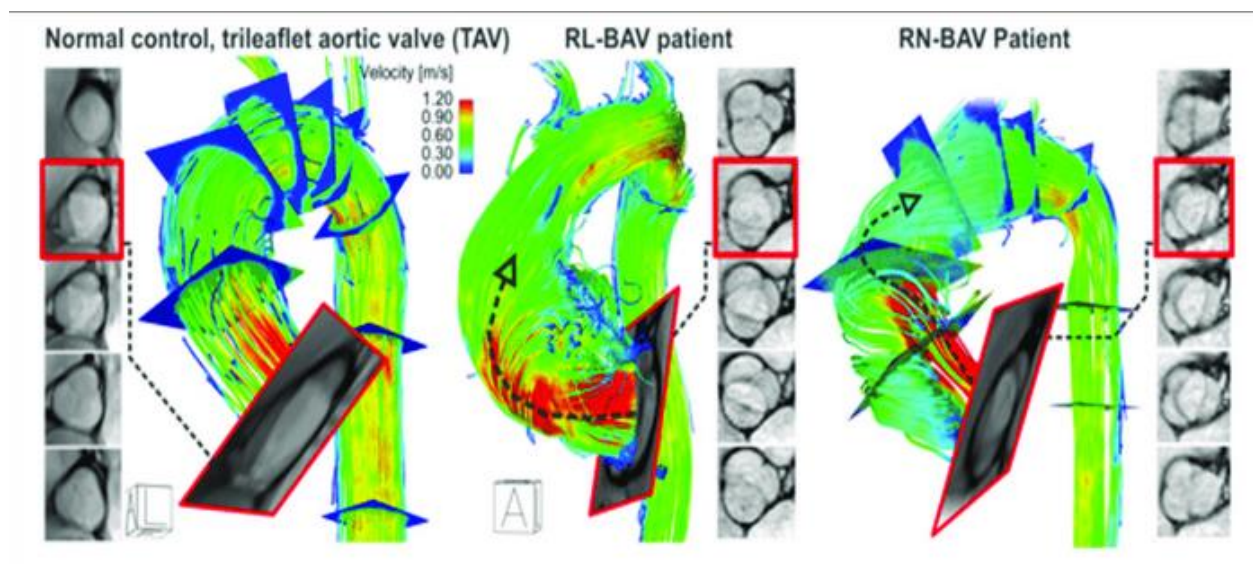 Normal control, trileaflet aortic valve (TAV)
RL-BAV patient
RN-BAV Patient
Velocity [m/s]
1.20
0.90
0.60
0.30
0.00
L
A